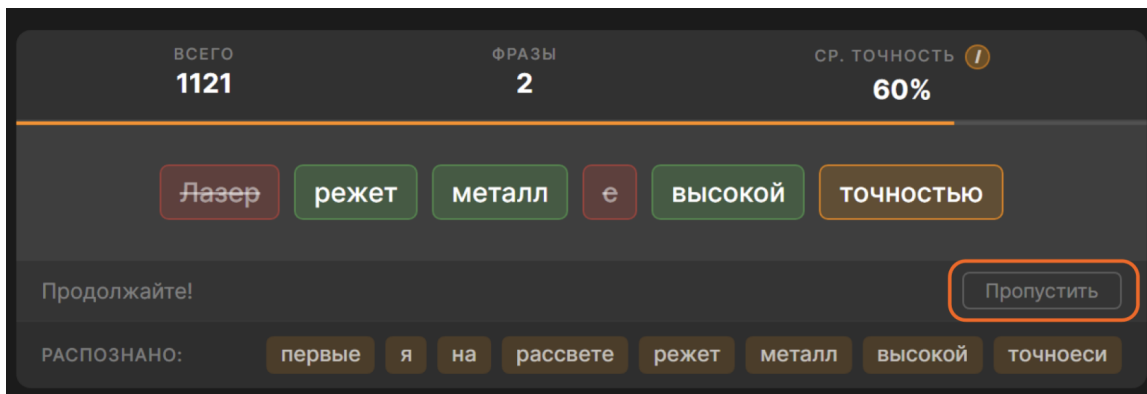 ВСЕГО ФРАЗЫ СР. ТОЧНОСТЬ i
1121 2 60%
Лазер режет металл с высокой точностью
Продолжайте! Пропустить
РАСПОЗНАНО: первые я на рассвете режет металл высокой точноеси